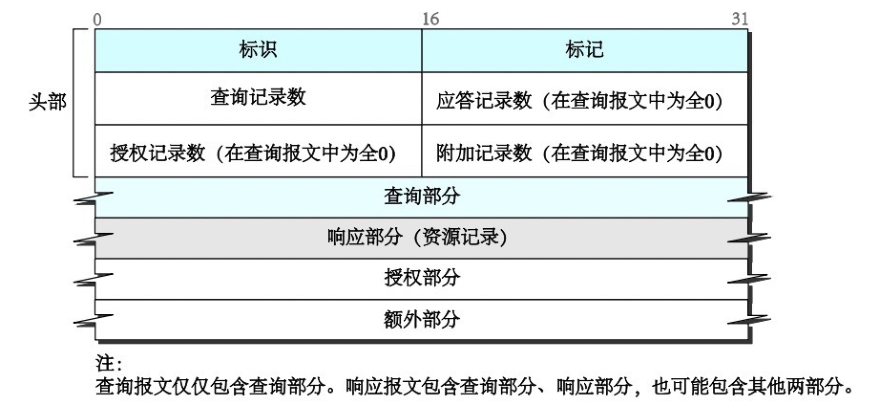 0 16 31
标识 标记
头部
查询记录数 应答记录数（在查询报文中为全0）
授权记录数（在查询报文中为全0） 附加记录数（在查询报文中为全0）
查询部分
响应部分（资源记录）
授权部分
额外部分
注：
查询报文仅仅包含查询部分。响应报文包含查询部分、响应部分，也可能包含其他两部分。